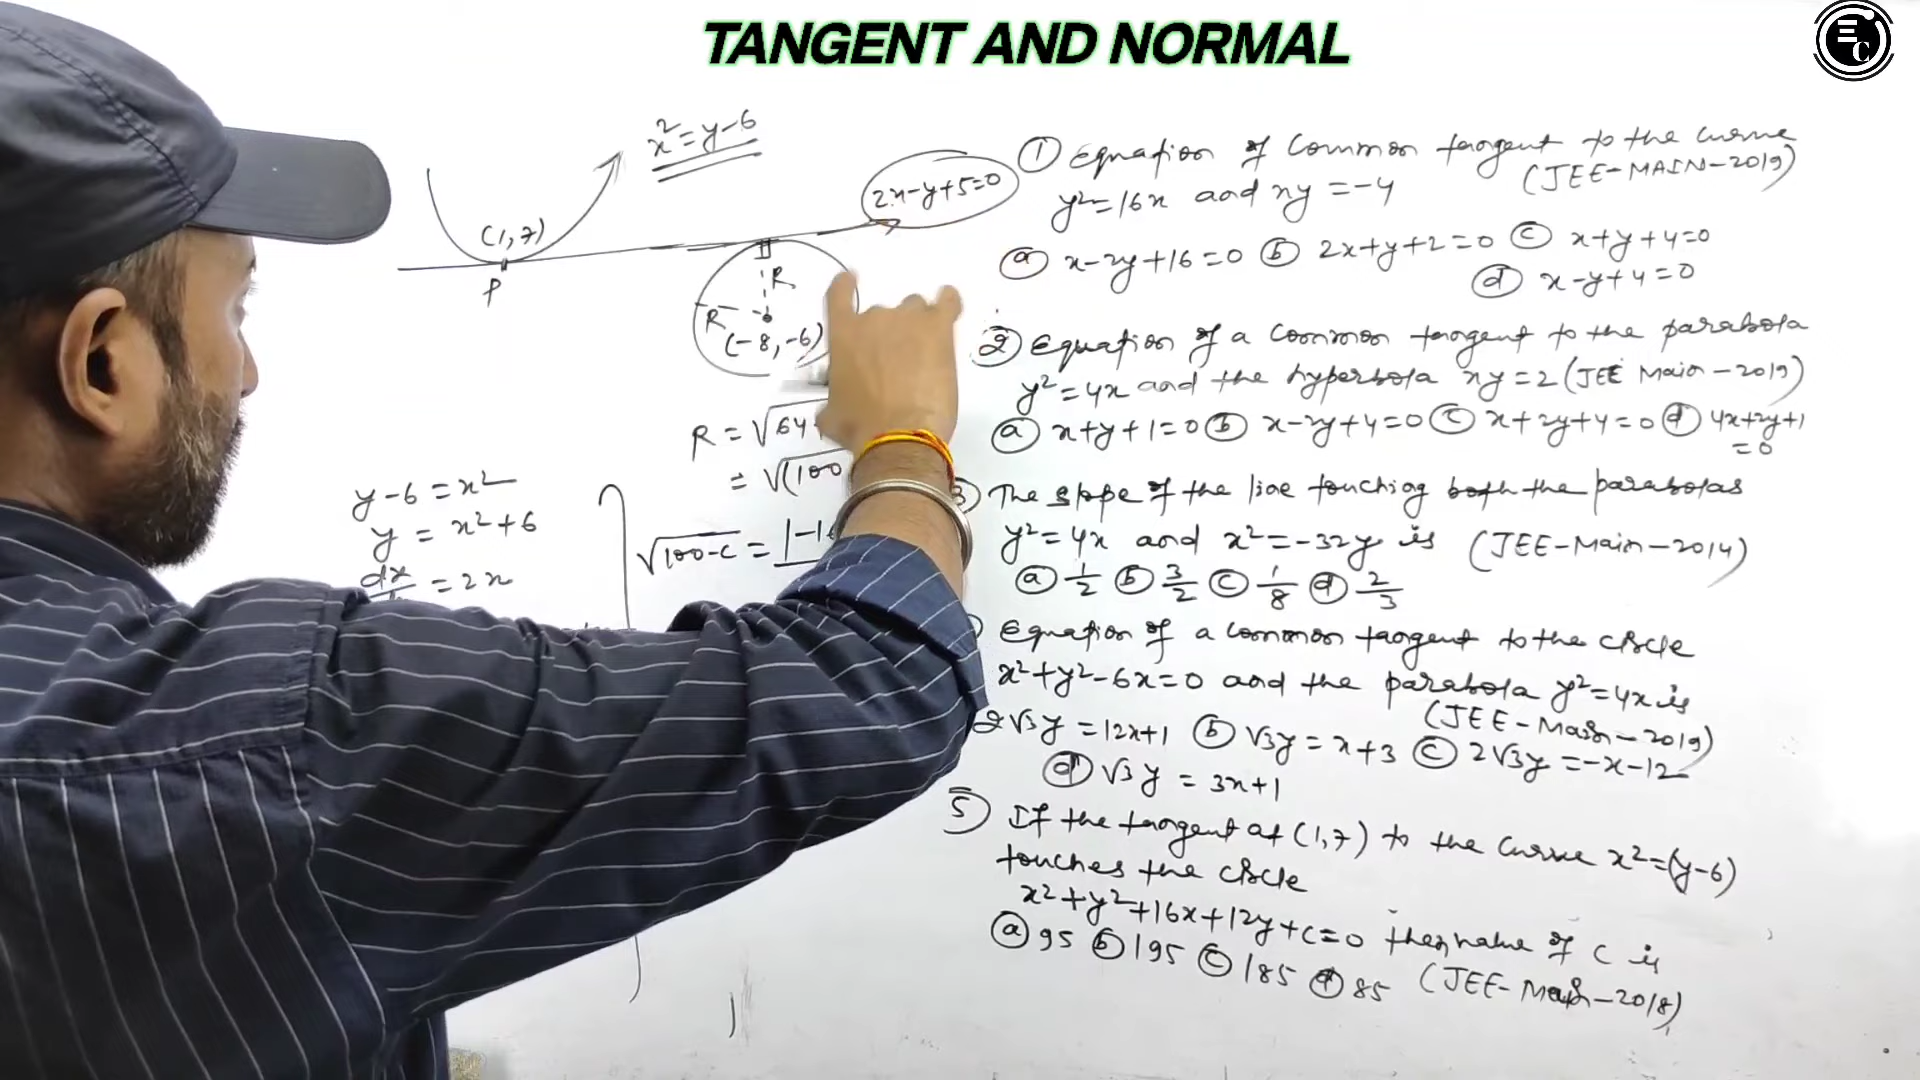 TANGENT AND NORMAL
C
x² = y-6
2x-y+5=0
(1,7)
P
R
R
(-8,-6)
R = √64+
= √(100
y-6 = x²
y = x²+6
= 2x
√100-c = |-1
① Equation of common tangent to the curve
(JEE-MAIN-2019)
y²=16x and xy = -4
ⓐ x-2y+16=0 ⓑ 2x+y+2=0 ⓒ x+y+4=0
ⓓ x-y+4=0
② Equation of a common tangent to the parabola
y²=4x and the hyperbola xy=2 (JEE Main-2019)
ⓐ x+y+1=0 ⓑ x-2y+4=0 ⓒ x+2y+4=0 ⓓ 4x+2y+1
=0
3) The slope of the line touching both the parabolas
y²=4x and x²=-32y is (JEE-Main-2014)
ⓐ 1/2 ⓑ 3/2 ⓒ 1/8 ⓓ 2/3
Equation of a common tangent to the circle
x²+y²-6x=0 and the parabola y²=4x is
(JEE-Main-2019)
2√3y = 12x+1 ⓑ √3y = x+3 ⓒ 2√3y = -x-12
ⓓ √3y = 3x+1
5) If the tangent at (1,7) to the curve x²=(y-6)
touches the circle
x²+y²+16x+12y+c=0 then value of c is
ⓐ 95 ⓑ 195 ⓒ 185 ⓓ 85 (JEE-Main-2018)